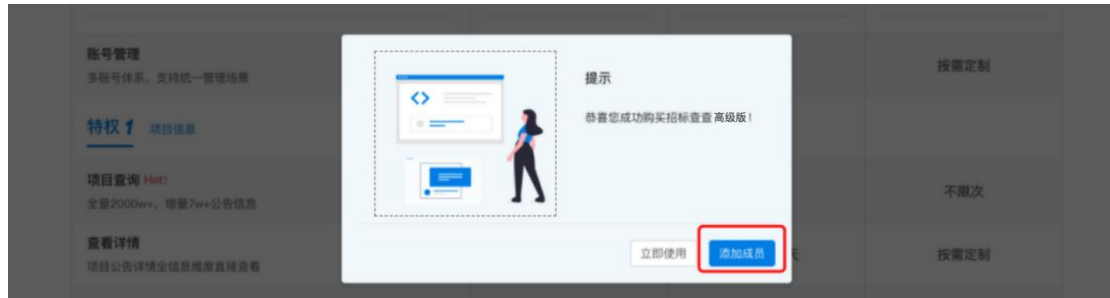 账号管理
多账号体系，支持统一管理场景
按需定制
提示
恭喜您成功购买招标查查高级版！
特权1 项目信息
项目查询 Hot!
全量2000w+，增量7w+公告信息
不限次
查看详情
项目公告详情全信息维度直接查看
立即使用
添加成员
天
按需定制